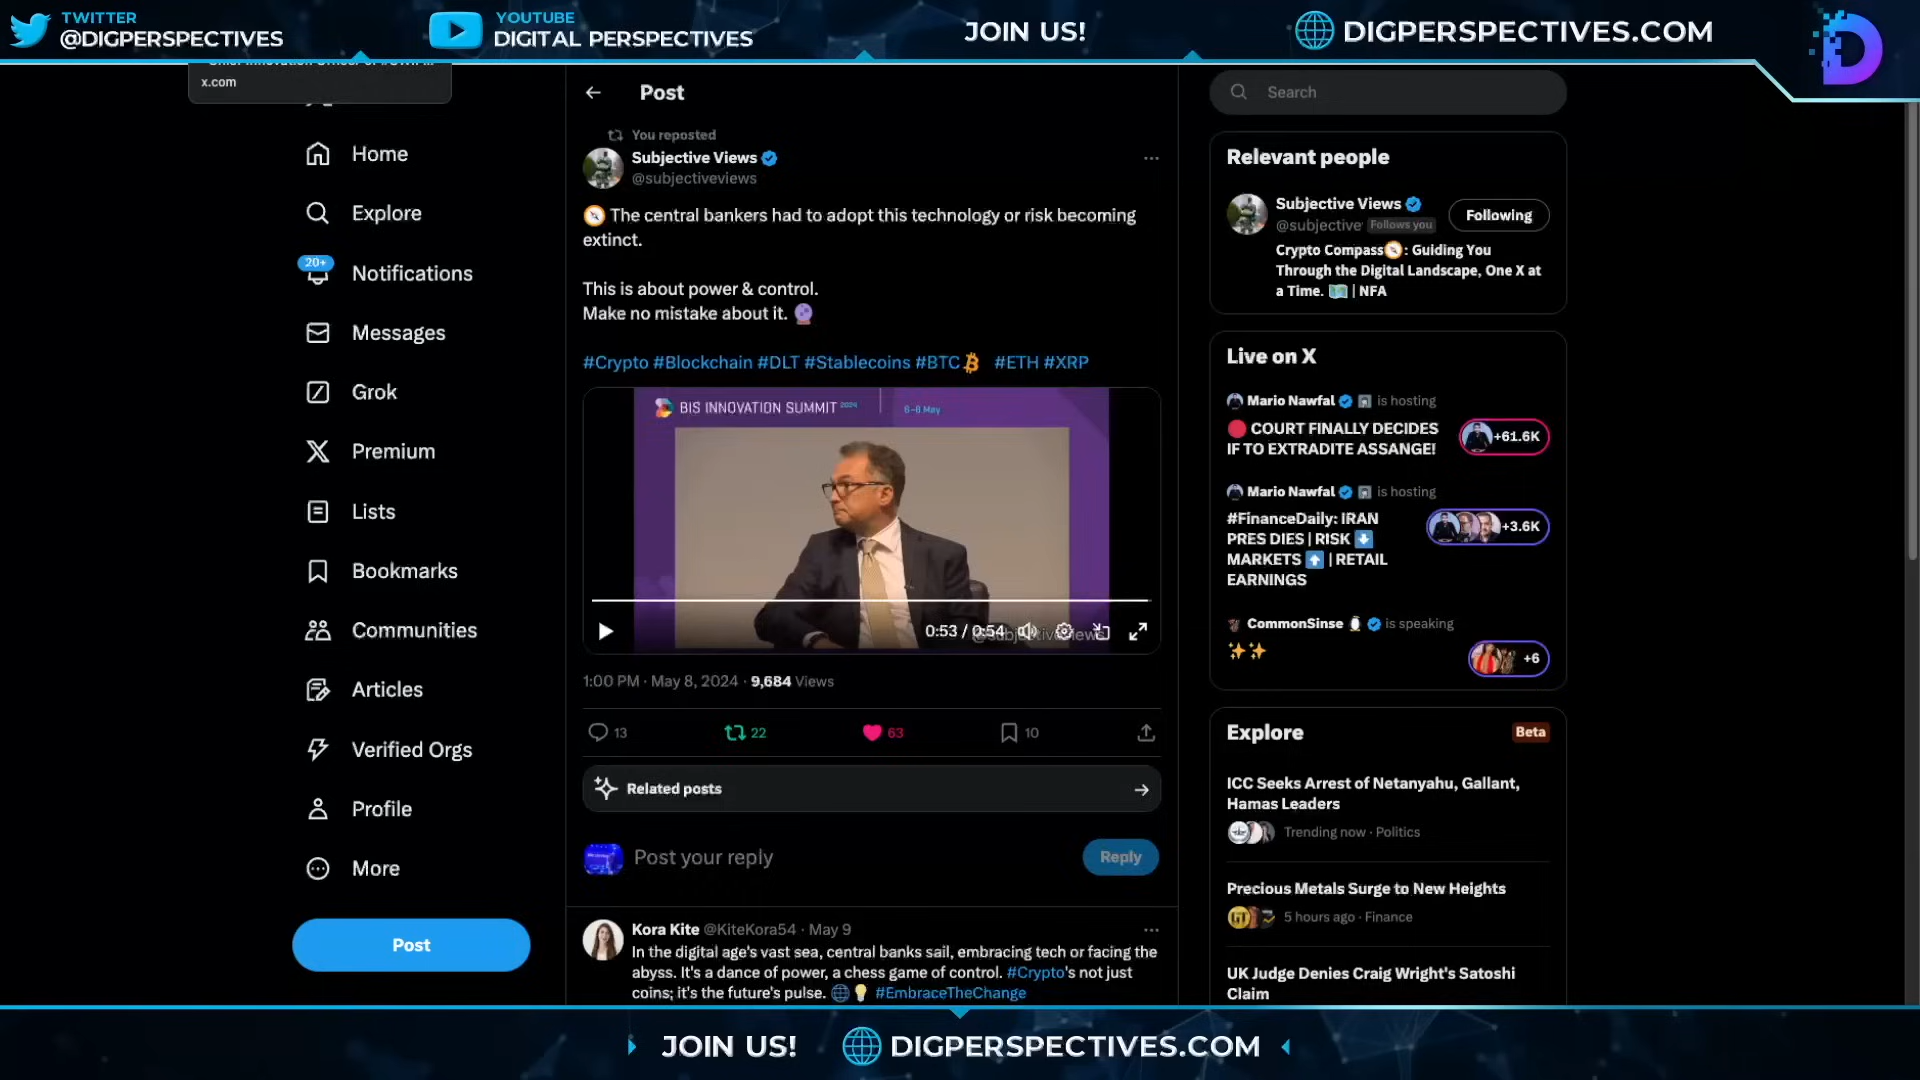 TWITTER
@DIGPERSPECTIVES
YOUTUBE
DIGITAL PERSPECTIVES
JOIN US!
DIGPERSPECTIVES.COM
x.com
Home
Explore
20+
Notifications
Messages
Grok
Premium
Lists
Bookmarks
Communities
Articles
Verified Orgs
Profile
More
Post
Post
You reposted
Subjective Views
@subjectiveviews
The central bankers had to adopt this technology or risk becoming
extinct.
This is about power & control.
Make no mistake about it.
#Crypto #Blockchain #DLT #Stablecoins #BTC #ETH #XRP
BIS INNOVATION SUMMIT 2024
6–8 May
0:53 / 0:54
@subjectiveviews
1:00 PM · May 8, 2024 · 9,684 Views
13
22
63
10
Related posts
Post your reply
Reply
Kora Kite @KiteKora54 · May 9
In the digital age's vast sea, central banks sail, embracing tech or facing the
abyss. It's a dance of power, a chess game of control. #Crypto's not just
coins; it's the future's pulse. #EmbraceTheChange
Search
Relevant people
Subjective Views
@subjective Follows you
Following
Crypto Compass: Guiding You
Through the Digital Landscape, One X at
a Time. | NFA
Live on X
Mario Nawfal is hosting
COURT FINALLY DECIDES
IF TO EXTRADITE ASSANGE!
+61.6K
Mario Nawfal is hosting
#FinanceDaily: IRAN
PRES DIES | RISK
MARKETS | RETAIL
EARNINGS
+3.6K
CommonSinse is speaking
+6
Explore
Beta
ICC Seeks Arrest of Netanyahu, Gallant,
Hamas Leaders
Trending now · Politics
Precious Metals Surge to New Heights
5 hours ago · Finance
UK Judge Denies Craig Wright's Satoshi
Claim
JOIN US!
DIGPERSPECTIVES.COM